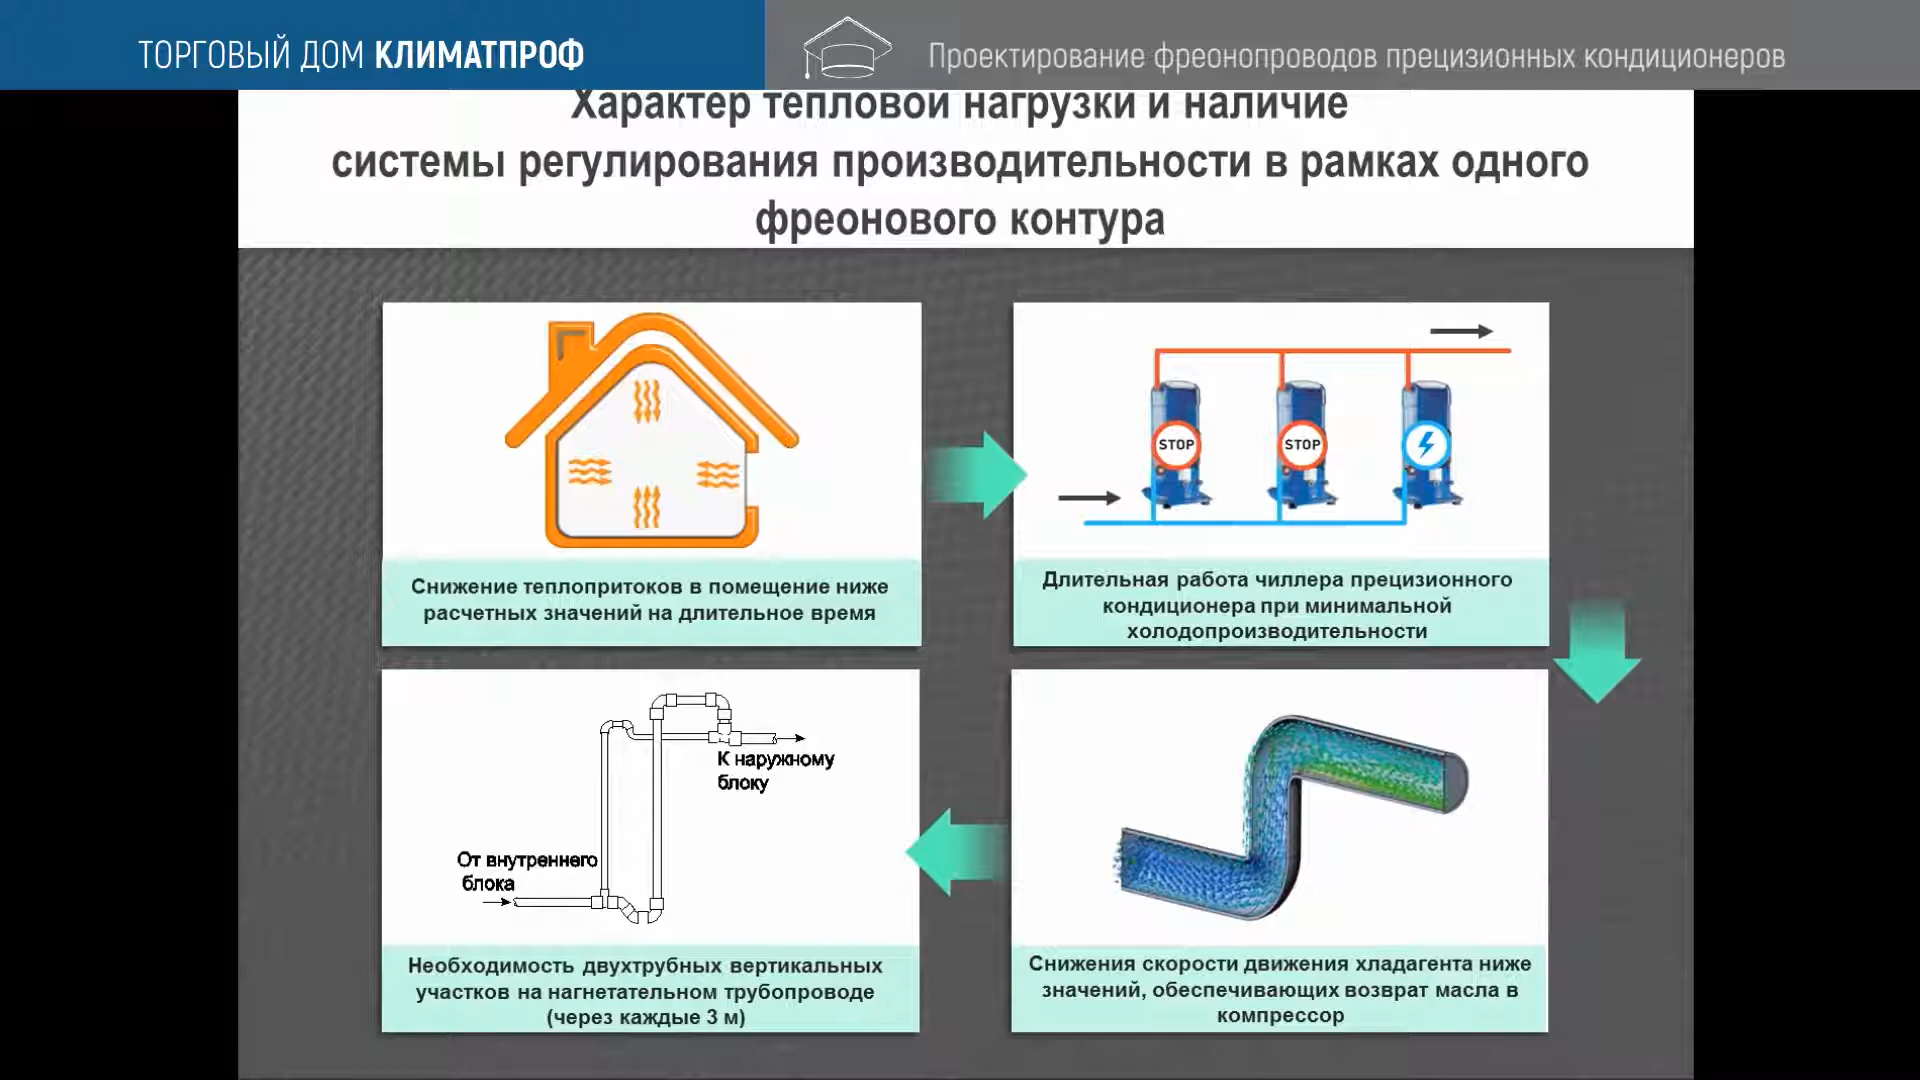 ТОРГОВЫЙ ДОМ КЛИМАТПРОФ
Проектирование фреонопроводов прецизионных кондиционеров
Характер тепловой нагрузки и наличие
системы регулирования производительности в рамках одного
фреонового контура
STOP
STOP
Снижение теплопритоков в помещение ниже
расчетных значений на длительное время
Длительная работа чиллера прецизионного
кондиционера при минимальной
холодопроизводительности
К наружному
блоку
От внутреннего
блока
Необходимость двухтрубных вертикальных
участков на нагнетательном трубопроводе
(через каждые 3 м)
Снижения скорости движения хладагента ниже
значений, обеспечивающих возврат масла в
компрессор